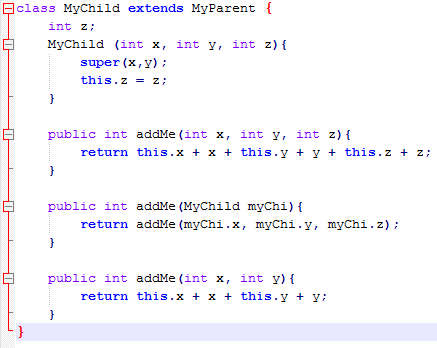 class MyChild extends MyParent {
    int z;
    MyChild (int x, int y, int z){
        super(x,y);
        this.z = z;
    }

    public int addMe(int x, int y, int z){
        return this.x + x + this.y + y + this.z + z;
    }

    public int addMe(MyChild myChi){
        return addMe(myChi.x, myChi.y, myChi.z);
    }

    public int addMe(int x, int y){
        return this.x + x + this.y + y;
    }
}